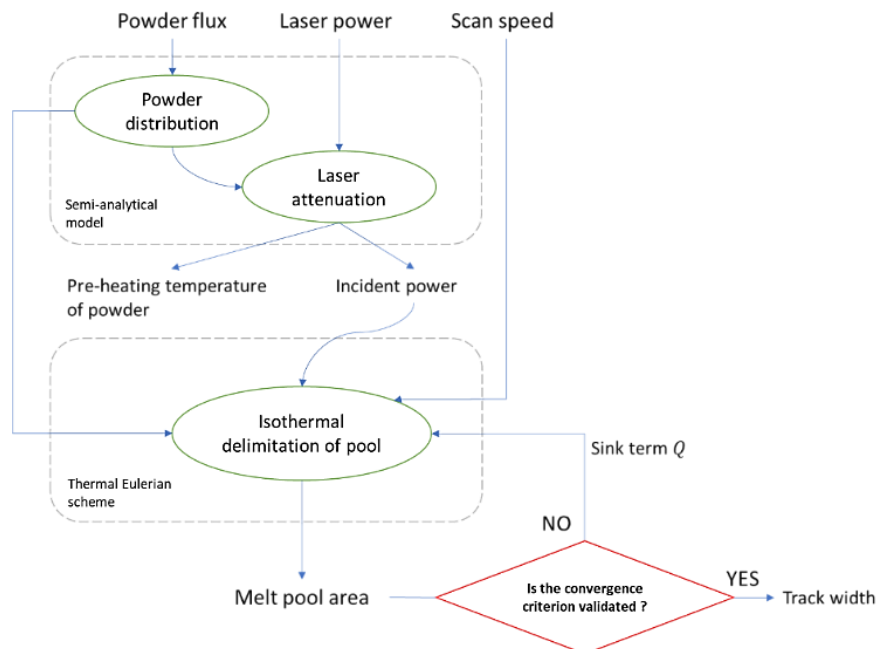 Powder flux
Laser power
Scan speed
Powder
distribution
Laser
attenuation
Semi-analytical
model
Pre-heating temperature
of powder
Incident power
Isothermal
delimitation of pool
Sink term Q
Thermal Eulerian
scheme
NO
Melt pool area
Is the convergence
criterion validated ?
YES
Track width